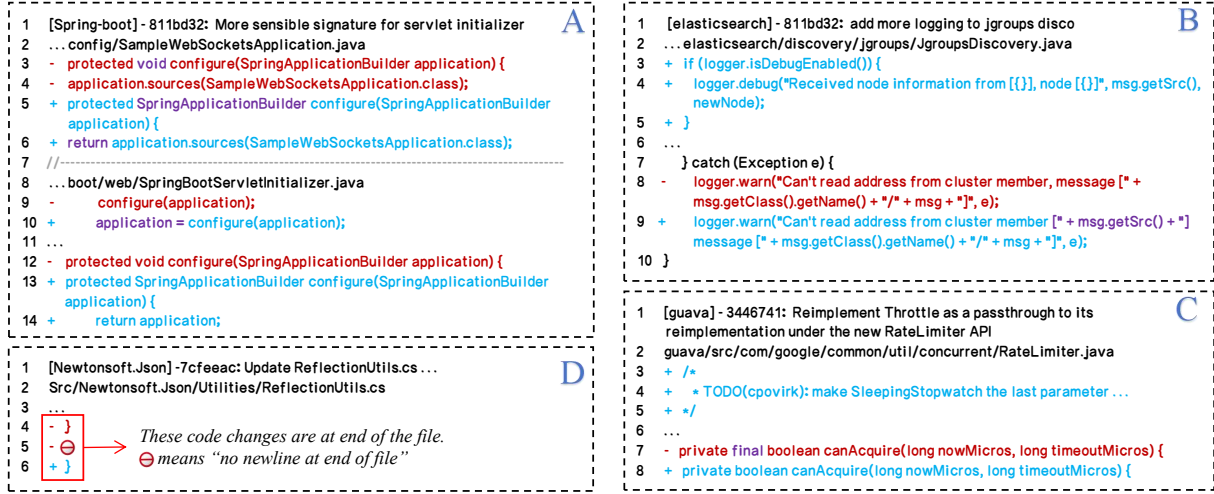 A
1 [Spring-boot] - 811bd32: More sensible signature for servlet initializer
2 ...config/SampleWebSocketsApplication.java
3 - protected void configure(SpringApplicationBuilder application) {
4 - application.sources(SampleWebSocketsApplication.class);
5 + protected SpringApplicationBuilder configure(SpringApplicationBuilder
application) {
6 + return application.sources(SampleWebSocketsApplication.class);
7 //--------------------------------------------------------------------------------
8 ...boot/web/SpringBootServletInitializer.java
9 - configure(application);
10 + application = configure(application);
11 ...
12 - protected void configure(SpringApplicationBuilder application) {
13 + protected SpringApplicationBuilder configure(SpringApplicationBuilder
application) {
14 + return application;
B
1 [elasticsearch] - 811bd32: add more logging to jgroups disco
2 ...elasticsearch/discovery/jgroups/JgroupsDiscovery.java
3 + if (logger.isDebugEnabled()) {
4 + logger.debug("Received node information from [{}], node [{}]", msg.getSrc(),
newNode);
5 + }
6 ...
7 } catch (Exception e) {
8 - logger.warn("Can't read address from cluster member, message [" +
msg.getClass().getName() + "/" + msg + "]", e);
9 + logger.warn("Can't read address from cluster member [" + msg.getSrc() + "]
message [" + msg.getClass().getName() + "/" + msg + "]", e);
10 }
C
1 [guava] - 3446741: Reimplement Throttle as a passthrough to its
reimplementation under the new RateLimiter API
2 guava/src/com/google/common/util/concurrent/RateLimiter.java
3 + /*
4 + * TODO(cpovirk): make SleepingStopwatch the last parameter ...
5 + */
6 ...
7 - private final boolean canAcquire(long nowMicros, long timeoutMicros) {
8 + private boolean canAcquire(long nowMicros, long timeoutMicros) {
D
1 [Newtonsoft.Json] -7cfeeac: Update ReflectionUtils.cs ...
2 Src/Newtonsoft.Json/Utilities/ReflectionUtils.cs
3 ...
4 - }
5 - ⊖
6 + }
These code changes are at end of the file.
⊖ means “no newline at end of file”